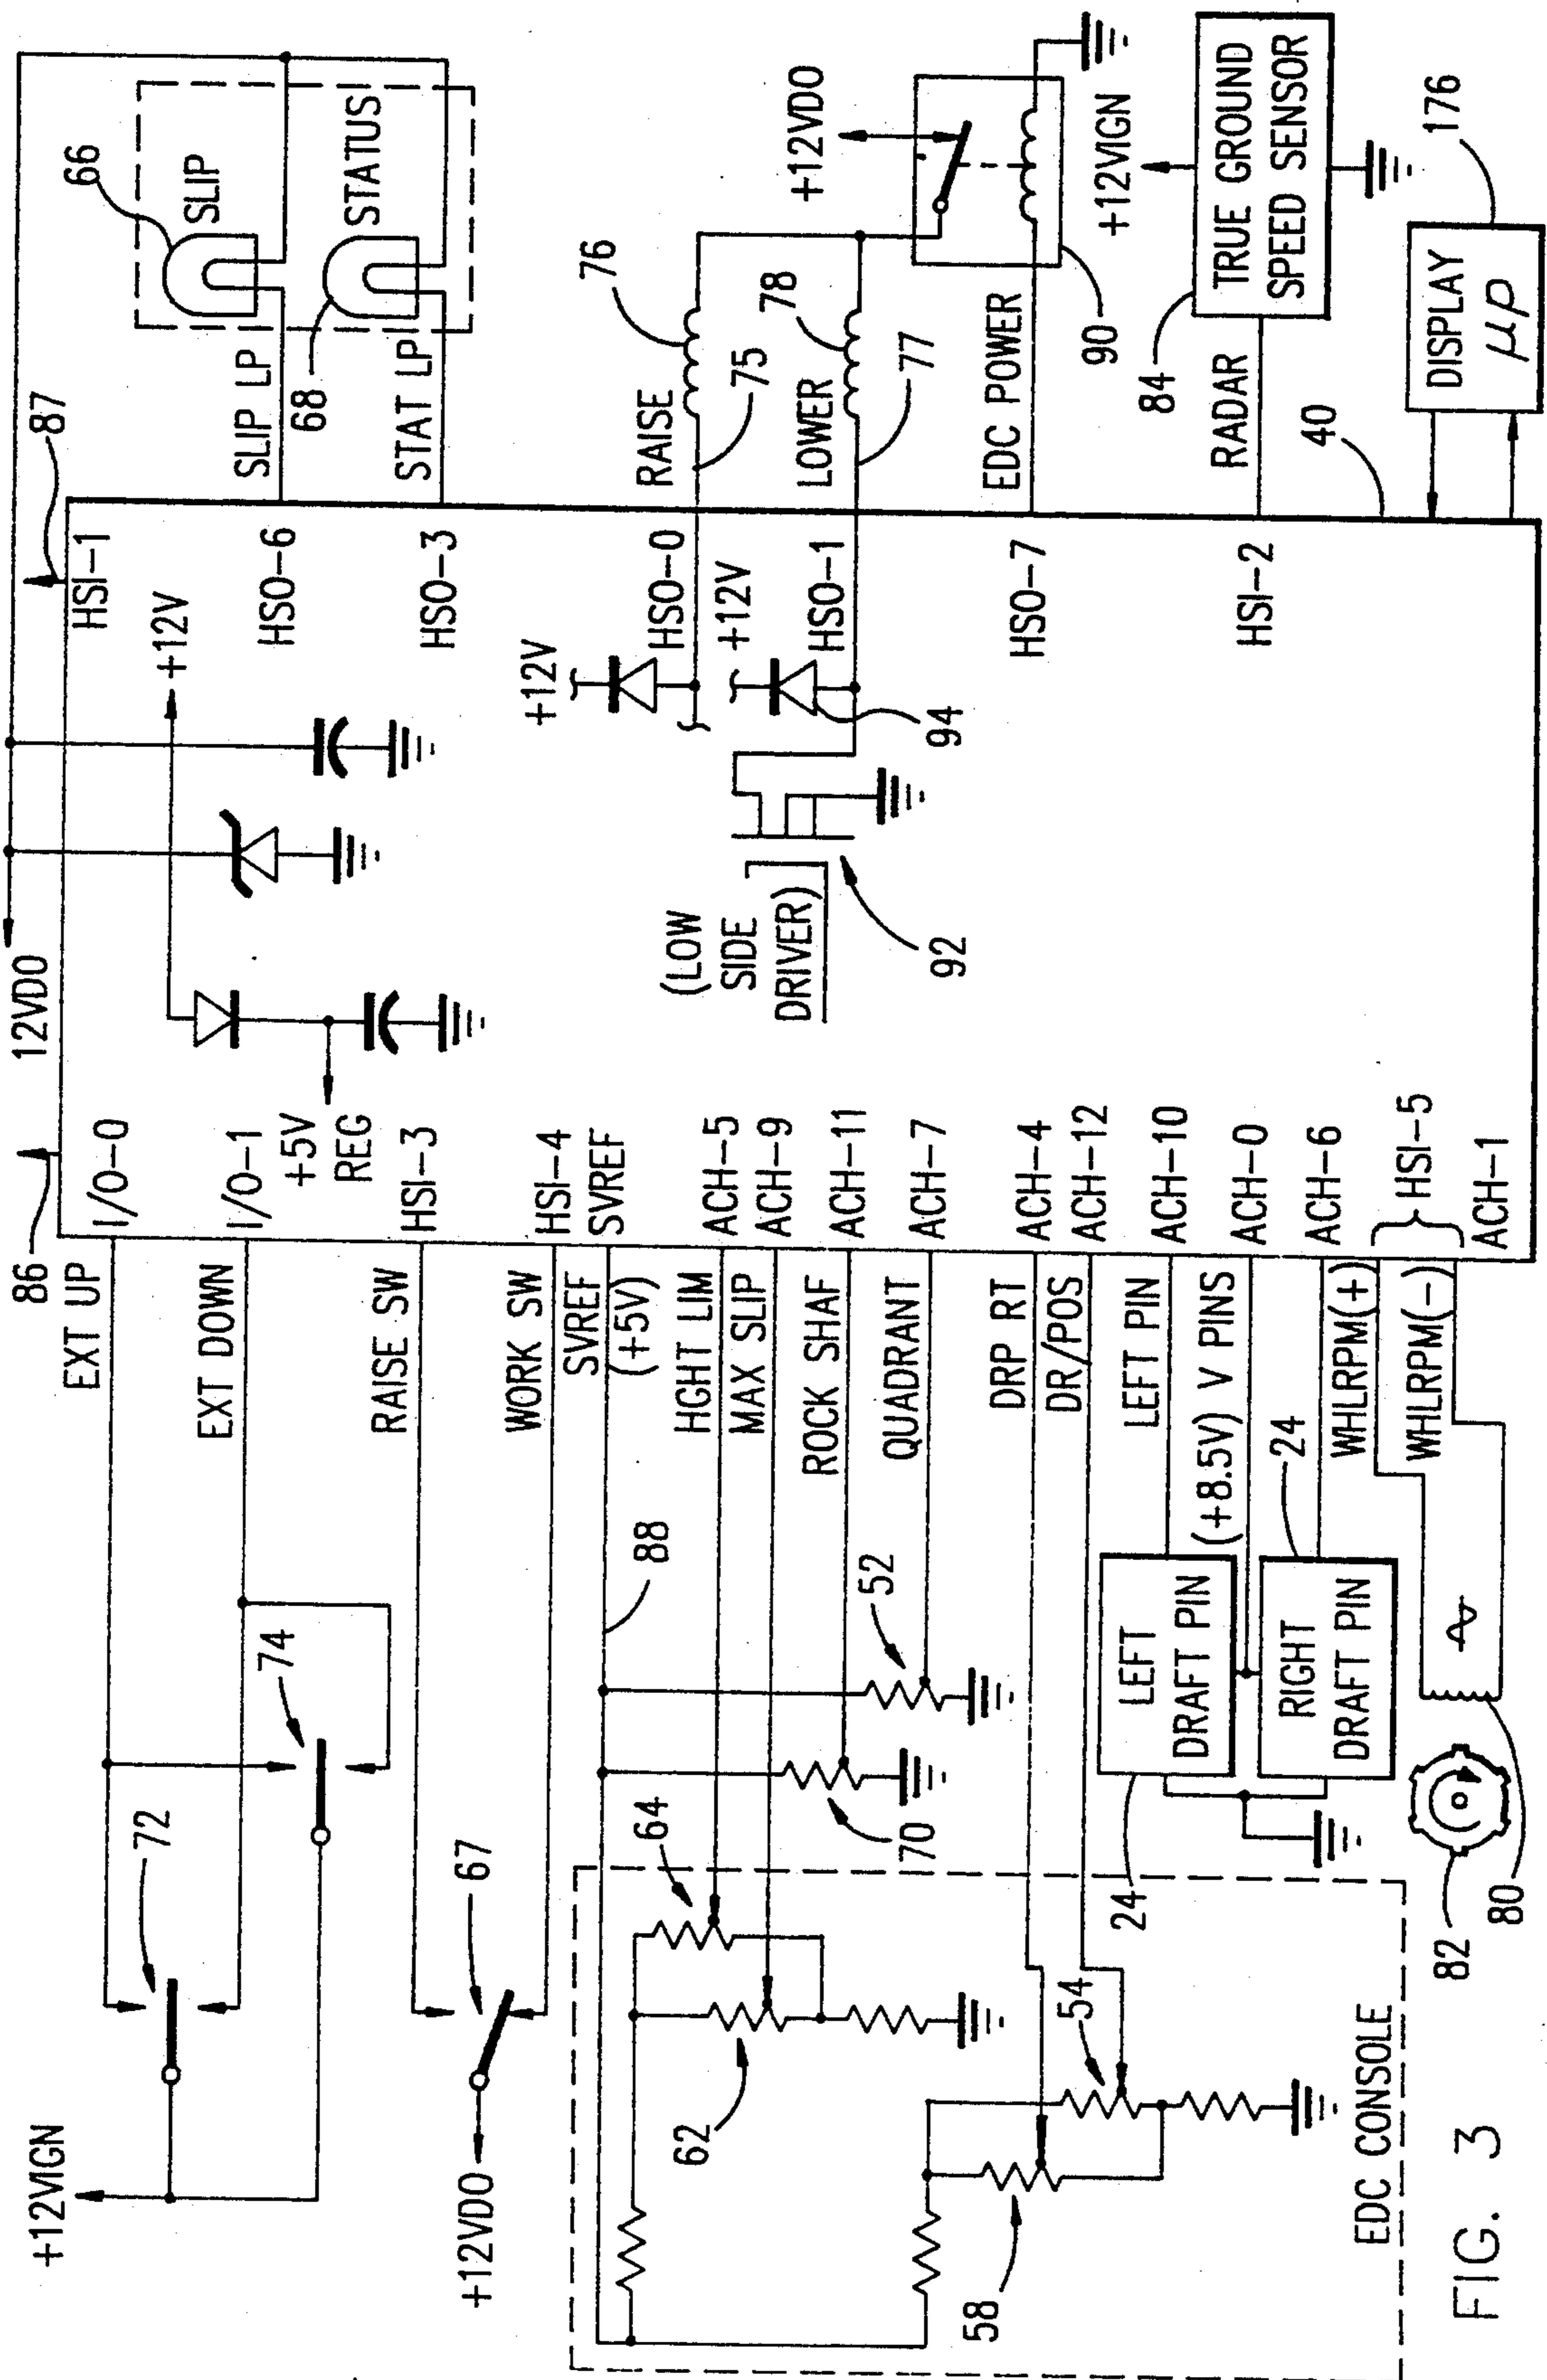 +12VIGN
72
74
EXT UP
EXT DOWN
86
I/O-0
I/O-1
12VDO
+12V
+5V
REG
87
HSI-1
66
SLIP
STATUS
68
SLIP LP
STAT LP
HSO-6
HSO-3
+12VDO
67
RAISE SW
WORK SW
HSI-3
HSI-4
SVREF
SVREF
(+5V)
88
64
62
HGHT LIM
MAX SLIP
ROCK SHAF
QUADRANT
ACH-5
ACH-9
ACH-11
ACH-7
70
52
(LOW
SIDE
DRIVER)
92
94
+12V
+12V
HSO-0
HSO-1
RAISE
75
76
LOWER
77
78
+12VDO
90
EDC POWER
HSO-7
58
54
EDC CONSOLE
DRP RT
DR/POS
ACH-4
ACH-12
LEFT PIN
ACH-10
(+8.5V) V PINS
ACH-0
ACH-6
24
LEFT
DRAFT PIN
RIGHT
DRAFT PIN
24
WHLRPM(+)
WHLRPM(-)
HSI-5
ACH-1
82
80
HSI-2
RADAR
84
+12VIGN
TRUE GROUND
SPEED SENSOR
40
DISPLAY
μP
176
FIG. 3